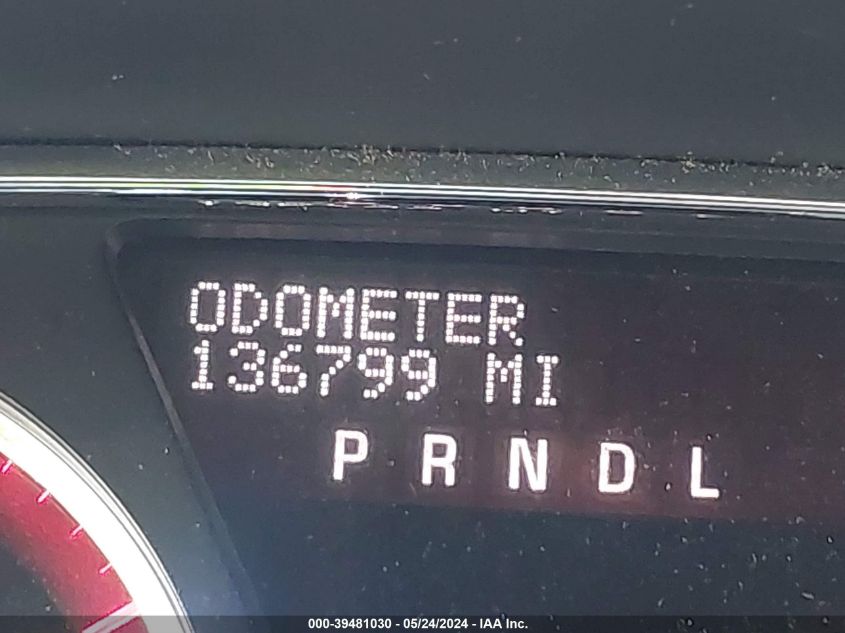 ODOMETER
136799 MI
P R N D L
000-39481030 - 05/24/2024 - IAA Inc.